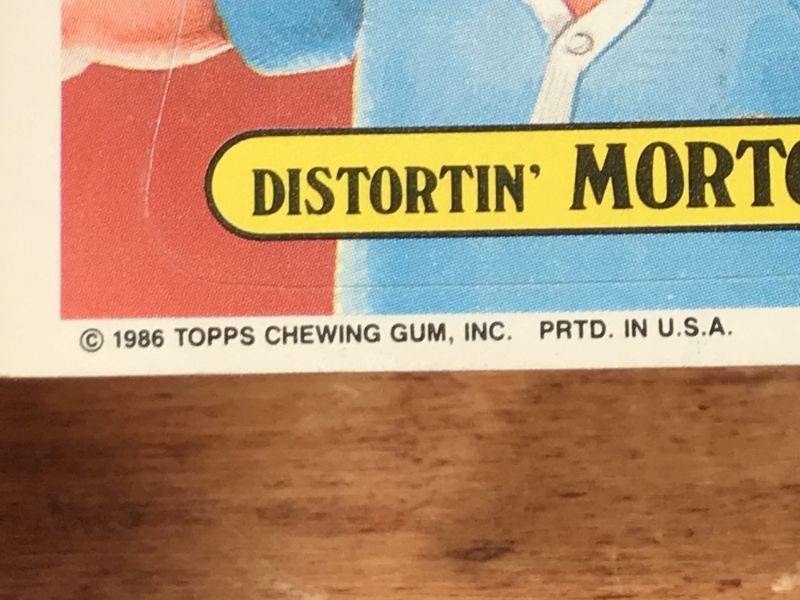 DISTORTIN' MORTO
© 1986 TOPPS CHEWING GUM, INC. PRTD. IN U.S.A.